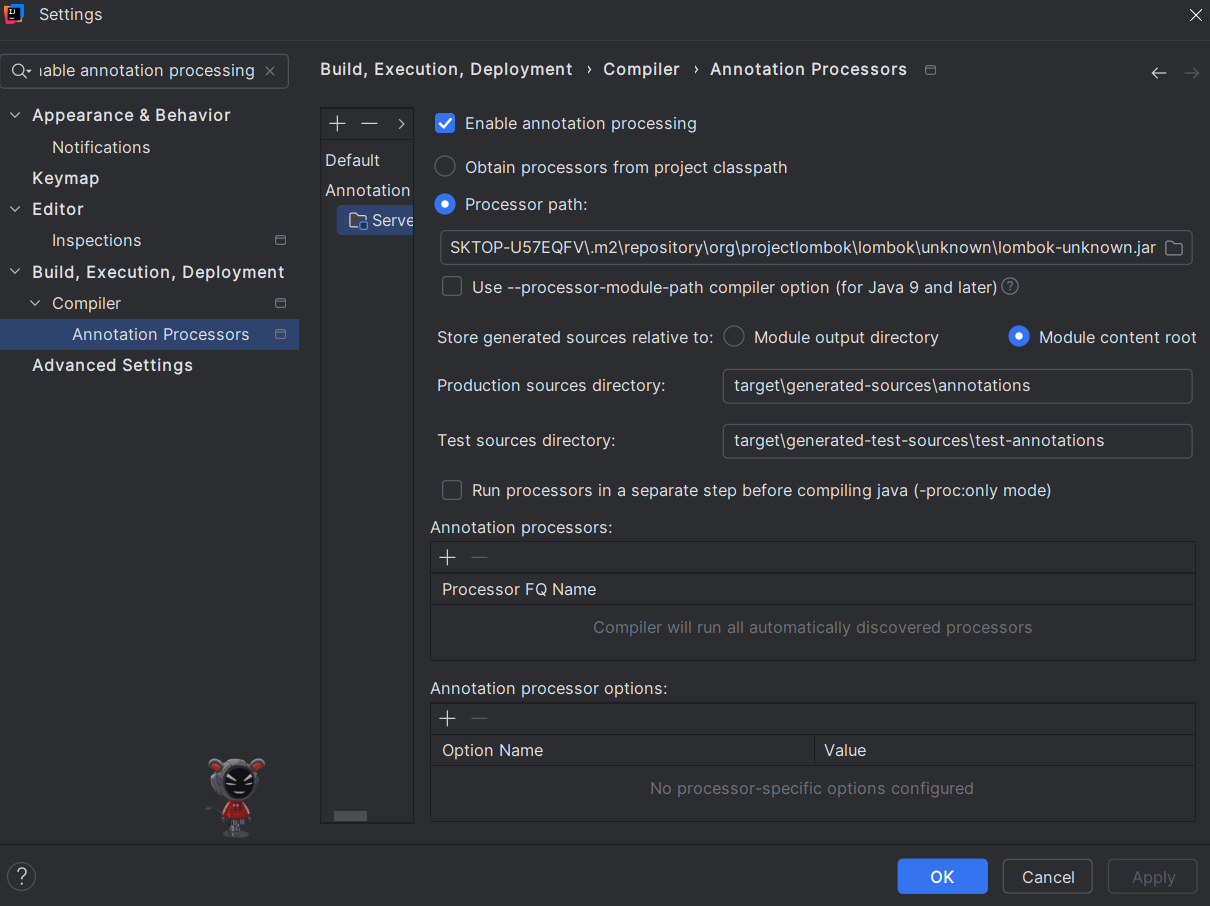 Settings
able annotation processing
Appearance & Behavior
Notifications
Keymap
Editor
Inspections
Build, Execution, Deployment
Compiler
Annotation Processors
Advanced Settings
Build, Execution, Deployment › Compiler › Annotation Processors
Default
Annotation
Serve
Enable annotation processing
Obtain processors from project classpath
Processor path:
SKTOP-U57EQFV\.m2\repository\org\projectlombok\lombok\unknown\lombok-unknown.jar
Use --processor-module-path compiler option (for Java 9 and later) ?
Store generated sources relative to: Module output directory Module content root
Production sources directory: target\generated-sources\annotations
Test sources directory: target\generated-test-sources\test-annotations
Run processors in a separate step before compiling java (-proc:only mode)
Annotation processors:
Processor FQ Name
Compiler will run all automatically discovered processors
Annotation processor options:
Option Name Value
No processor-specific options configured
? OK Cancel Apply